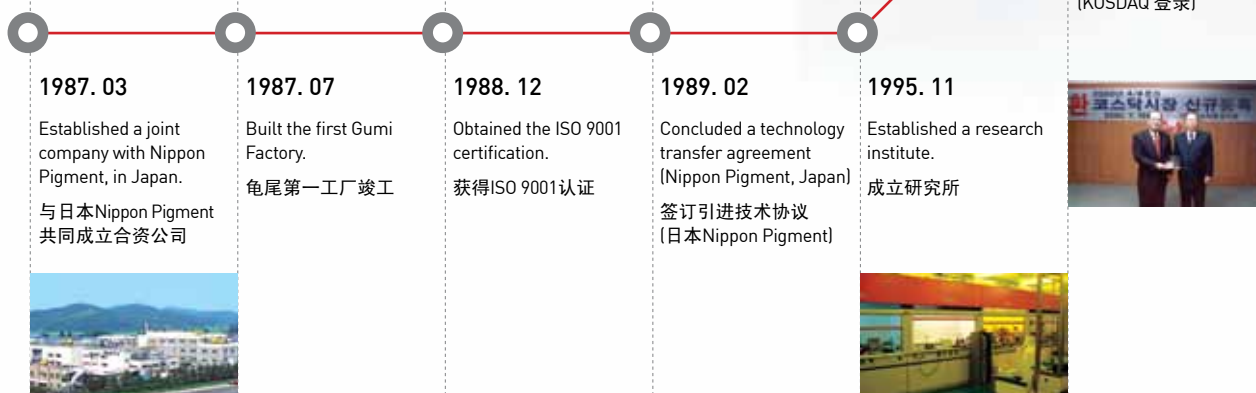 (KOSDAQ 登录)
1987. 03
Established a joint
company with Nippon
Pigment, in Japan.
与日本Nippon Pigment
共同成立合资公司
1987. 07
Built the first Gumi
Factory.
龟尾第一工厂竣工
1988. 12
Obtained the ISO 9001
certification.
获得ISO 9001认证
1989. 02
Concluded a technology
transfer agreement
(Nippon Pigment, Japan)
签订引进技术协议
(日本Nippon Pigment)
1995. 11
Established a research
institute.
成立研究所
코스닥시장 신규등록